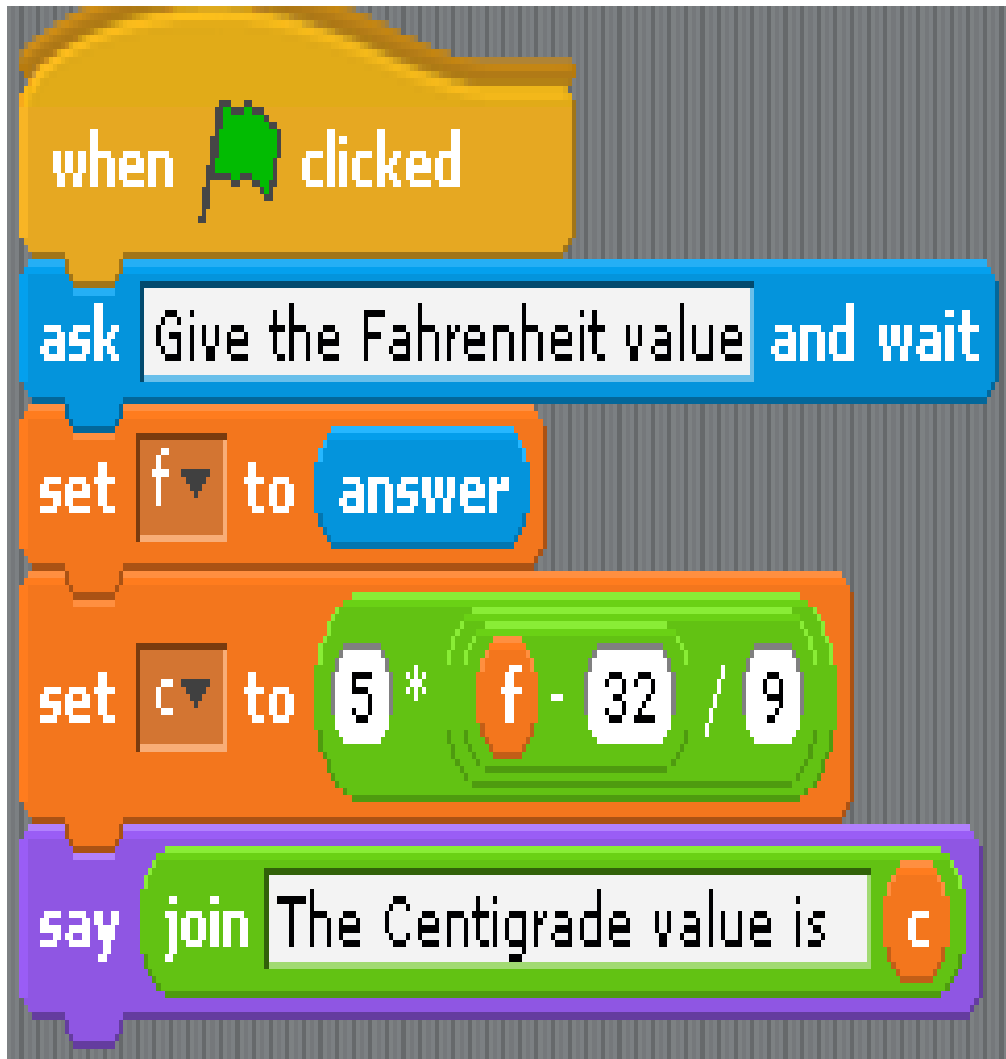 when clicked
ask Give the Fahrenheit value and wait
set f to answer
set c to 5 * f - 32 / 9
say join The Centigrade value is c